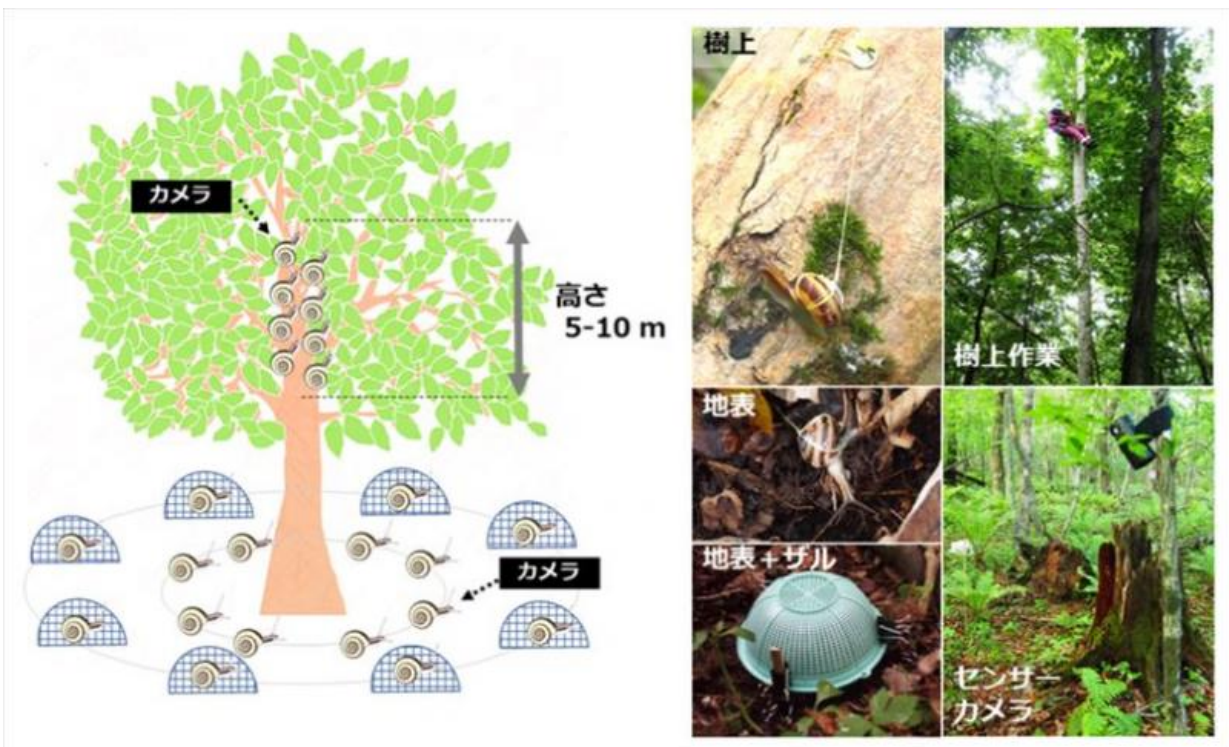 カメラ
高さ
5-10 m
カメラ
樹上
樹上作業
地表
地表+ザル
センサー
カメラ